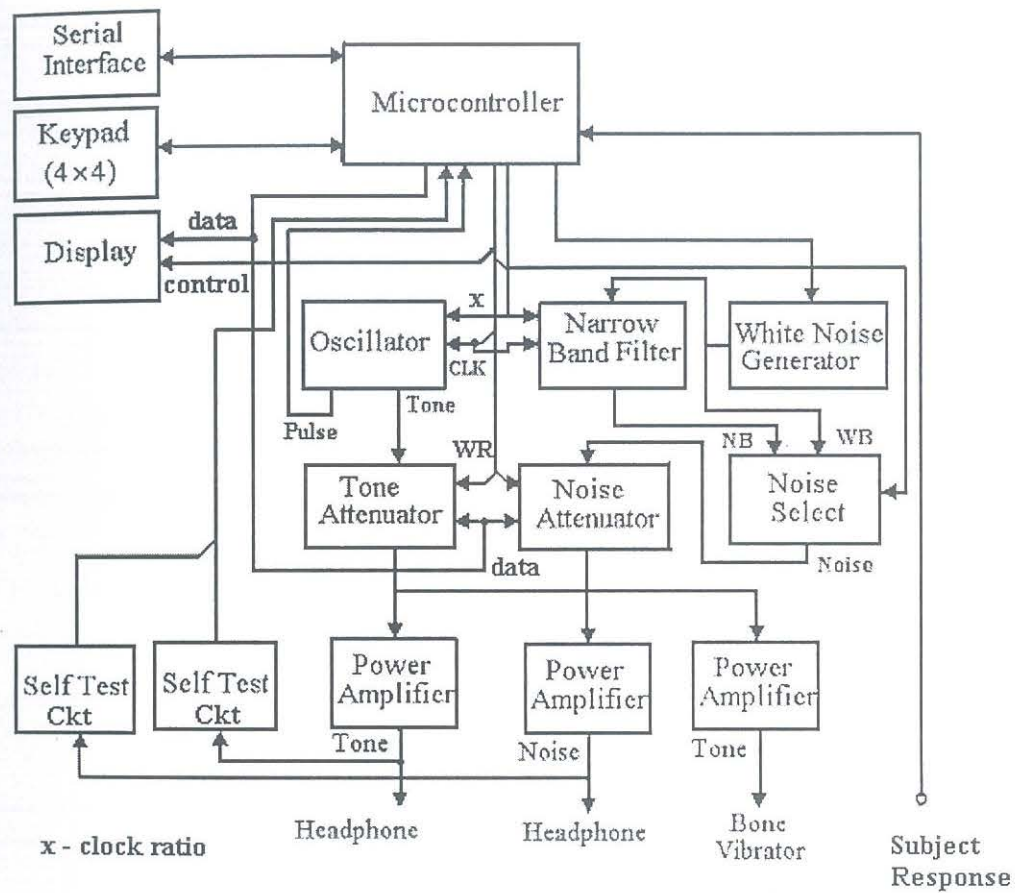 Serial
Interface
Microcontroller
Keypad
(4×4)
data
Display
control
x
Oscillator
Narrow
Band Filter
White Noise
Generator
CLK
Tone
Pulse
NB
WB
WR
Tone
Attenuator
Noise
Attenuator
Noise
Select
data
Noise
Self Test
Ckt
Self Test
Ckt
Power
Amplifier
Power
Amplifier
Power
Amplifier
Tone
Noise
Tone
Headphone
Headphone
Bone
Vibrator
Subject
Response
x - clock ratio